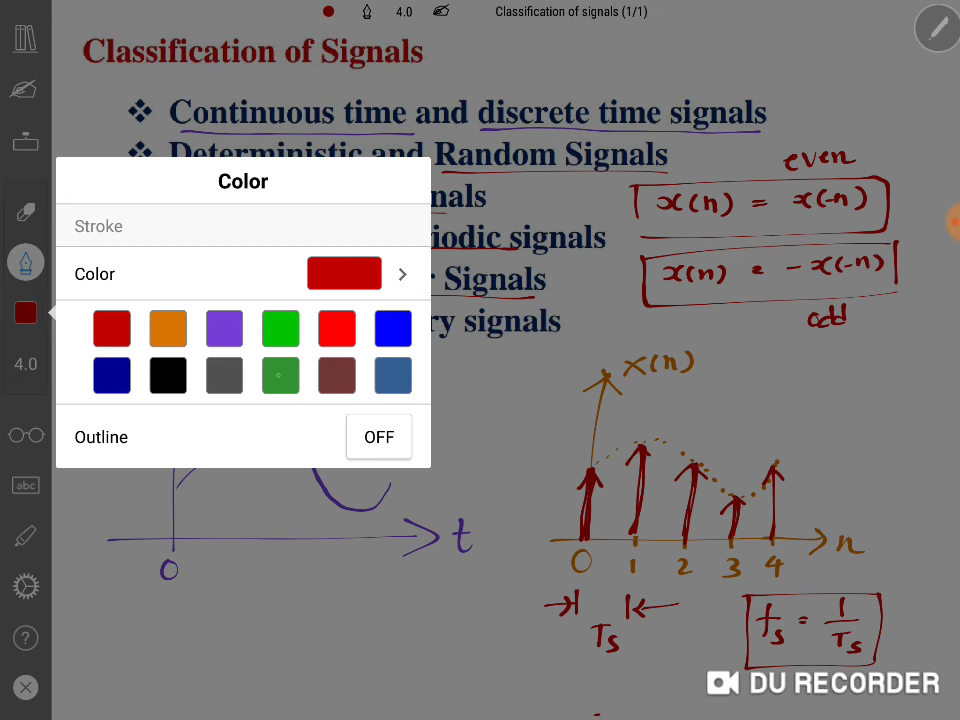 4.0 Classification of signals (1/1)
Classification of Signals
❖ Continuous time and discrete time signals
❖ Deterministic and Random Signals
nals
iodic signals
r Signals
ry signals
even
x(n) = x(-n)
x(n) = - x(-n)
odd
Color
Stroke
Color
Outline OFF
4.0
abc
?
t
0
x(n)
n
0 1 2 3 4
Ts
fs = 1/Ts
DU RECORDER